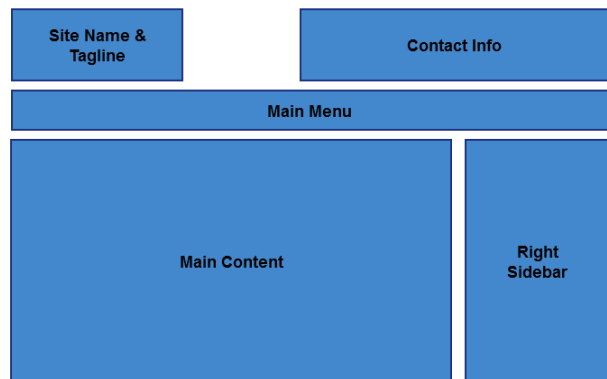 Site Name &
Tagline
Contact Info
Main Menu
Main Content
Right
Sidebar